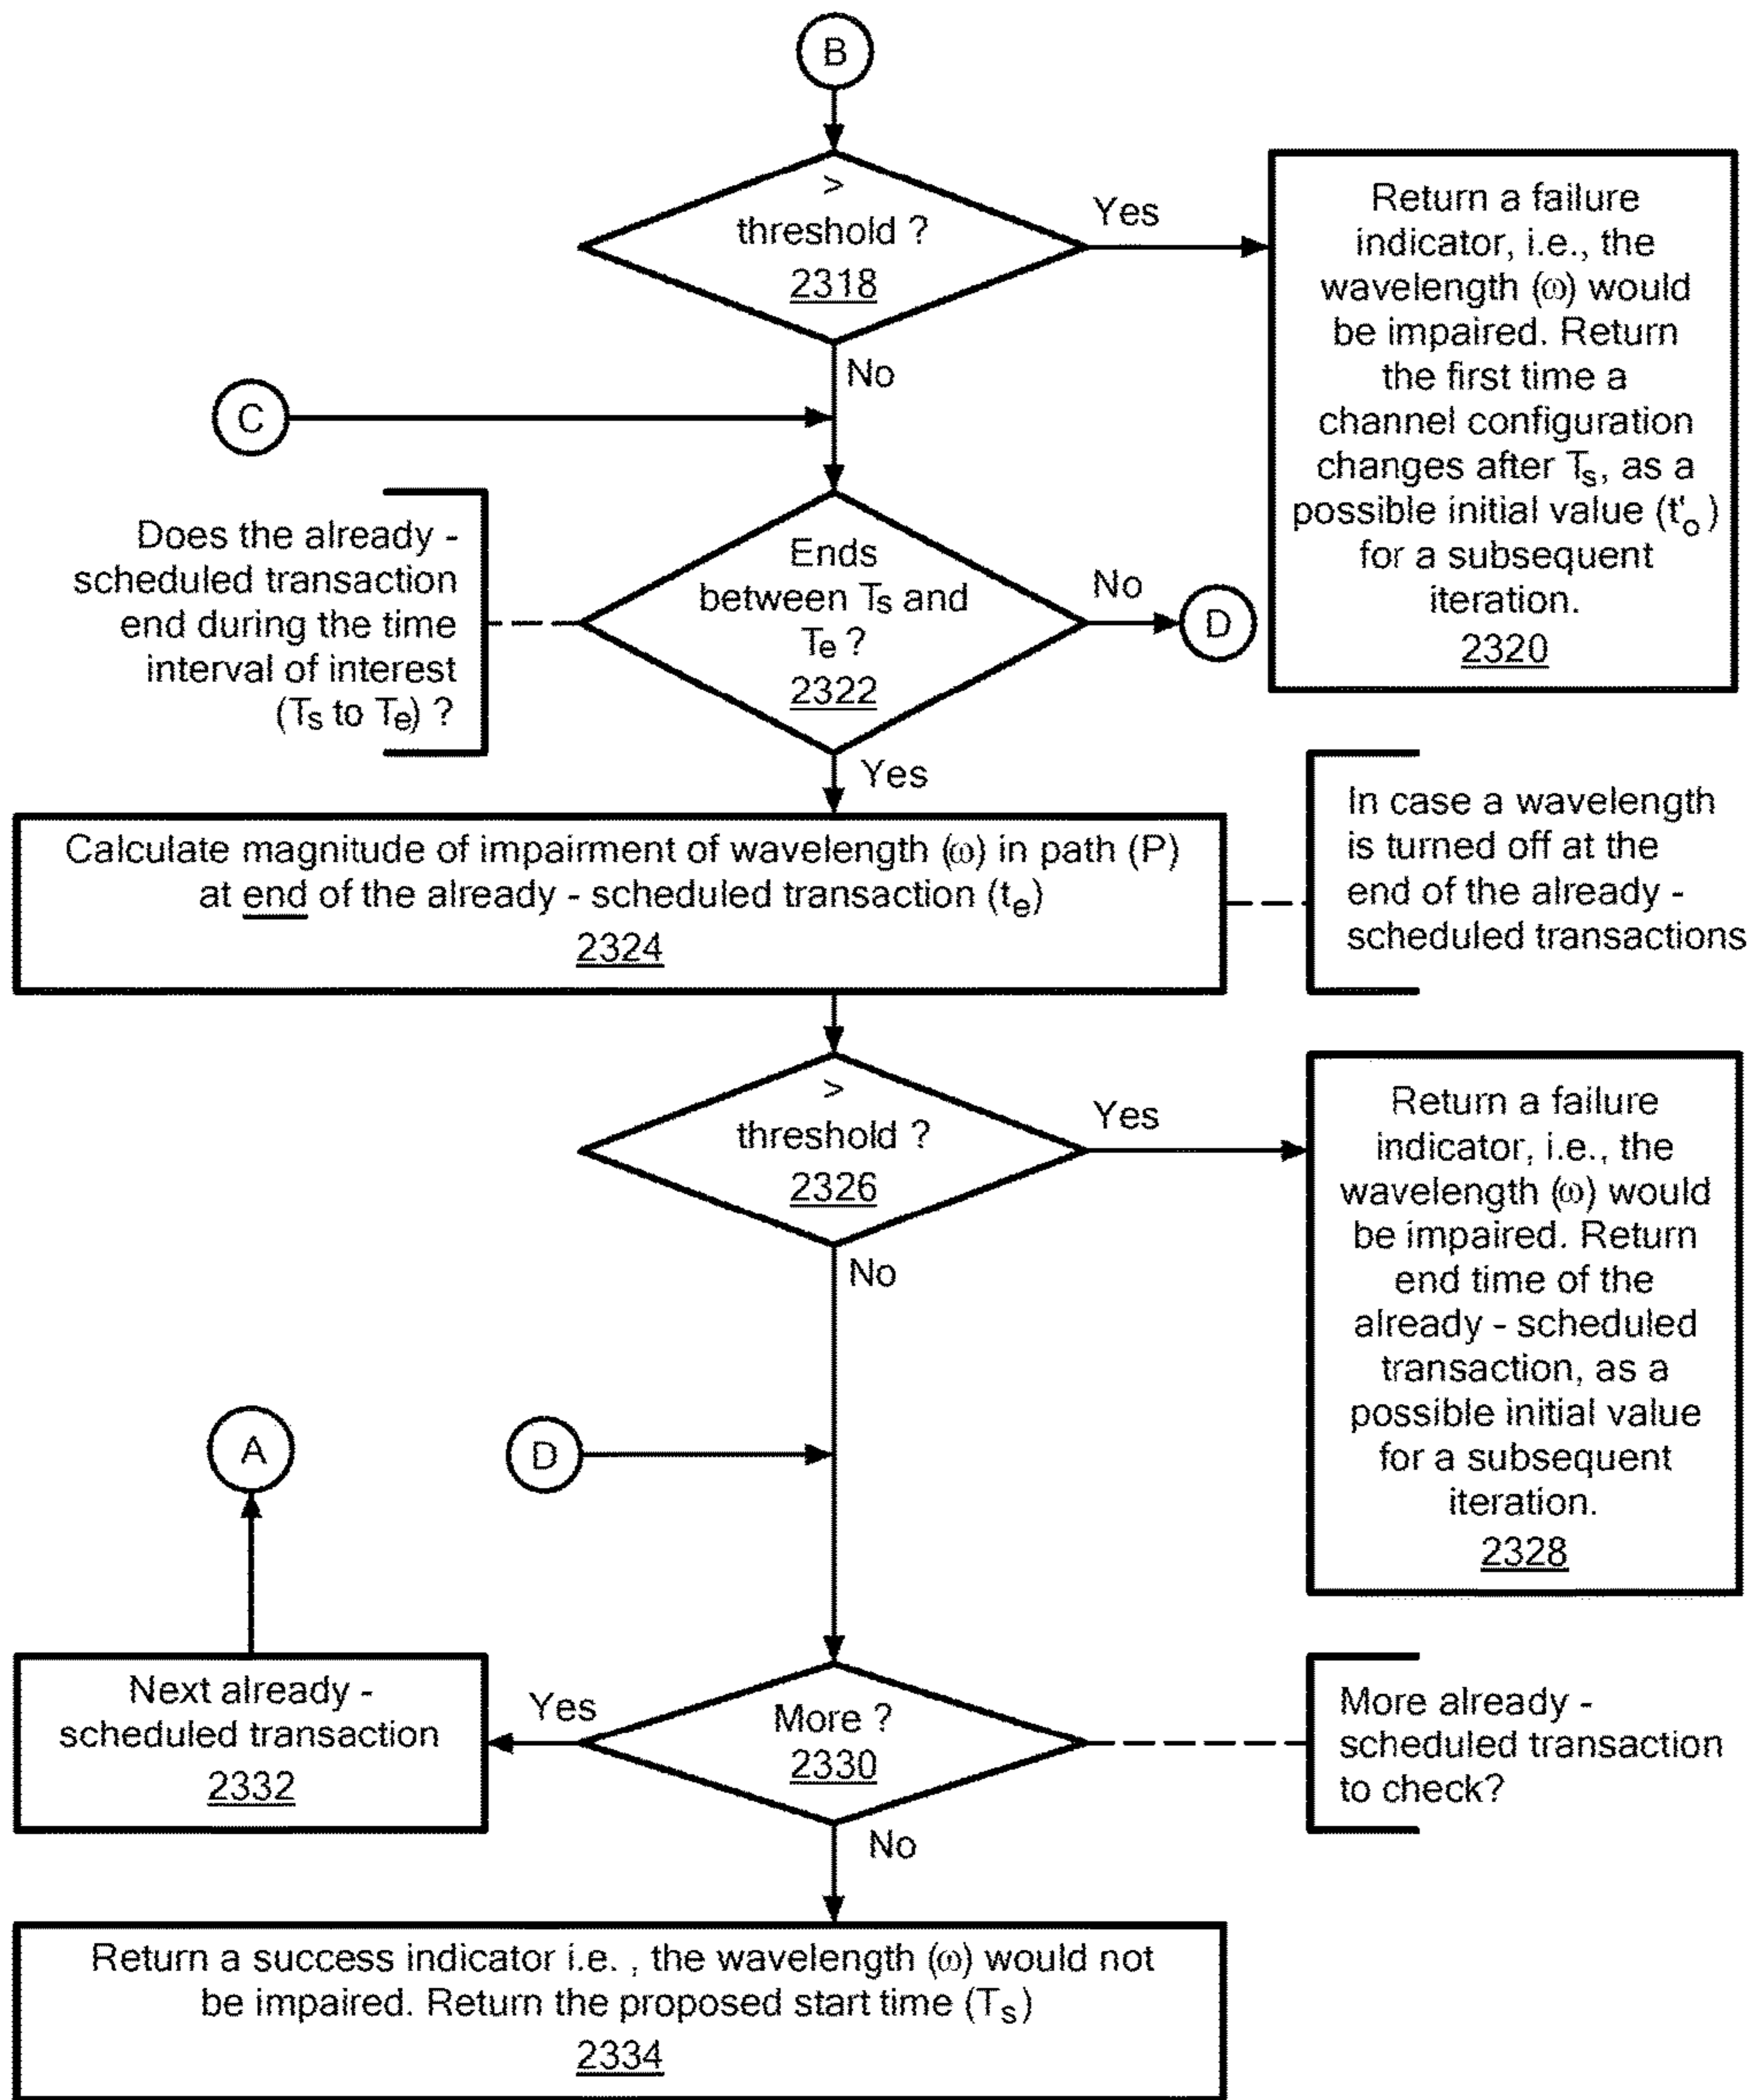 B
>
threshold ?
2318
Yes
No
Return a failure
indicator, i.e., the
wavelength (ω) would
be impaired. Return
the first time a
channel configuration
changes after Ts, as a
possible initial value (t'o)
for a subsequent
iteration.
2320
C
Does the already -
scheduled transaction
end during the time
interval of interest
(Ts to Te) ?
Ends
between Ts and
Te ?
2322
No
D
Yes
Calculate magnitude of impairment of wavelength (ω) in path (P)
at end of the already - scheduled transaction (te)
2324
In case a wavelength
is turned off at the
end of the already -
scheduled transactions
>
threshold ?
2326
Yes
No
Return a failure
indicator, i.e., the
wavelength (ω) would
be impaired. Return
end time of the
already - scheduled
transaction, as a
possible initial value
for a subsequent
iteration.
2328
A
D
Next already -
scheduled transaction
2332
Yes
More ?
2330
More already -
scheduled transaction
to check?
No
Return a success indicator i.e. , the wavelength (ω) would not
be impaired. Return the proposed start time (Ts)
2334